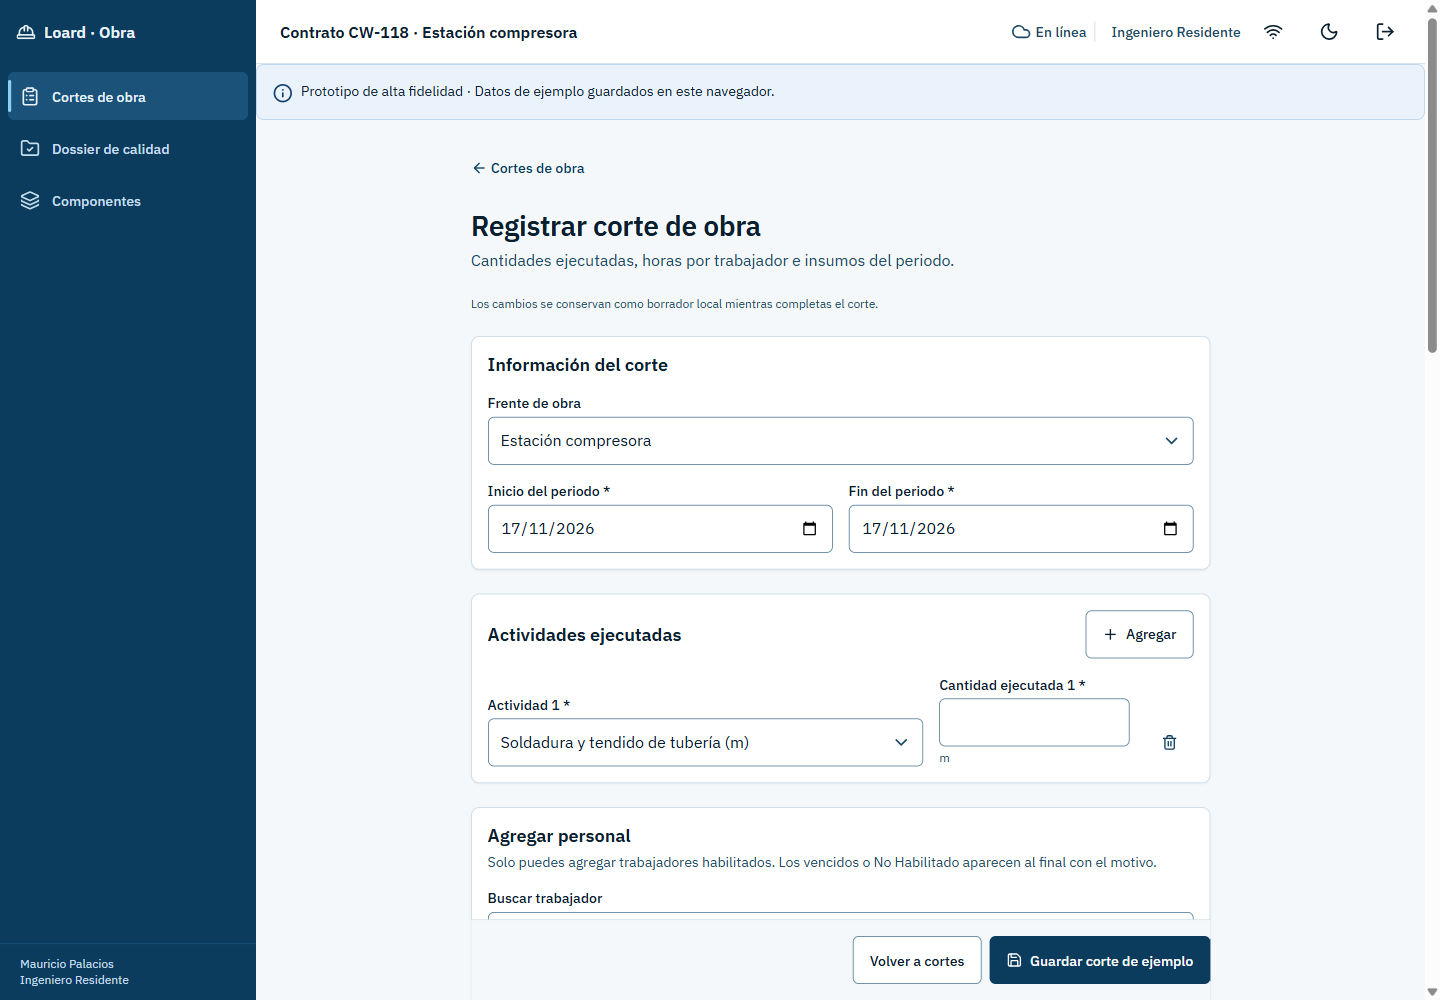 Loard · Obra
Contrato CW-118 · Estación compresora
En línea
Ingeniero Residente
Cortes de obra
Dossier de calidad
Componentes
Mauricio Palacios
Ingeniero Residente
Prototipo de alta fidelidad · Datos de ejemplo guardados en este navegador.
Cortes de obra
Registrar corte de obra
Cantidades ejecutadas, horas por trabajador e insumos del periodo.
Los cambios se conservan como borrador local mientras completas el corte.
Información del corte
Frente de obra
Estación compresora
Inicio del periodo *
Fin del periodo *
17/11/2026
17/11/2026
Actividades ejecutadas
Agregar
Actividad 1 *
Cantidad ejecutada 1 *
Soldadura y tendido de tubería (m)
m
Agregar personal
Solo puedes agregar trabajadores habilitados. Los vencidos o No Habilitado aparecen al final con el motivo.
Buscar trabajador
Volver a cortes
Guardar corte de ejemplo